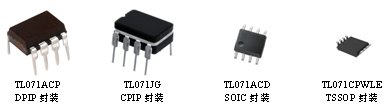 TL071ACP
DPIP 封装
TL071JG
CPIP 封装
TL071ACD
SOIC 封装
TL071CPWLE
TSSOP 封装